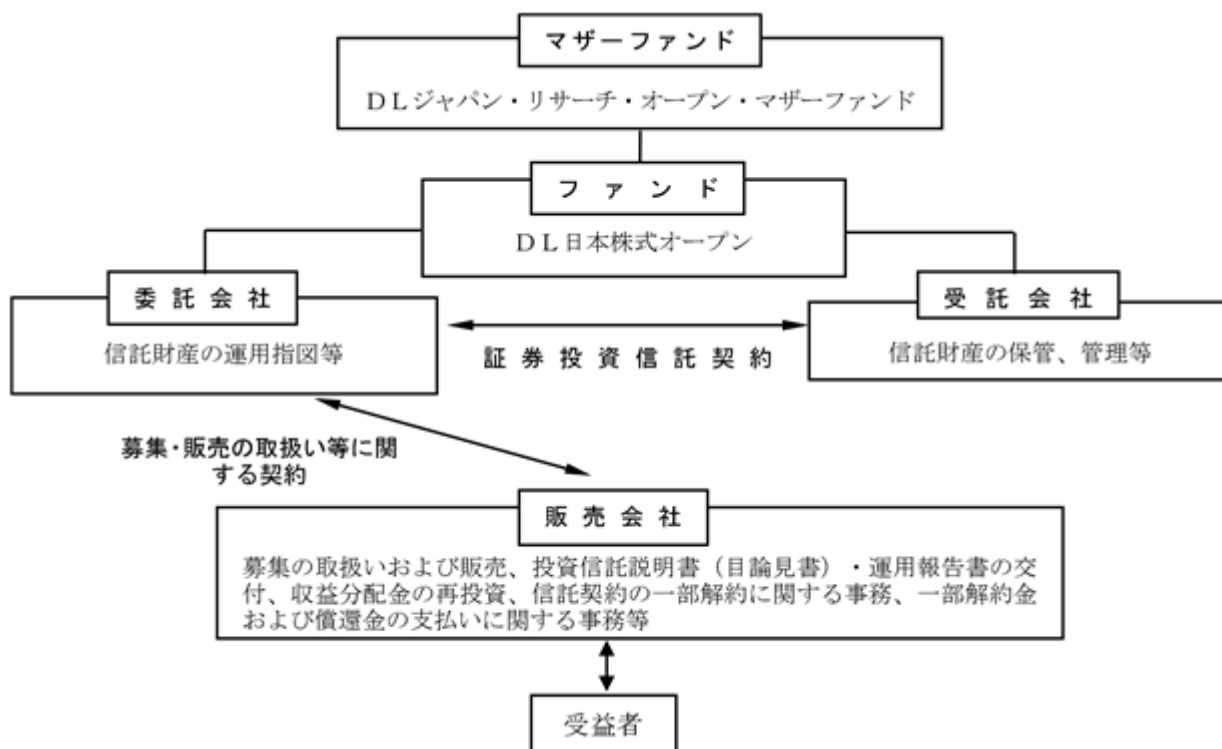 マザーファンド
DLジャパン・リサーチ・オープン・マザーファンド
ファンド
DL日本株式オープン
委託会社
信託財産の運用指図等
証券投資信託契約
受託会社
信託財産の保管、管理等
募集・販売の取扱い等に関
する契約
販売会社
募集の取扱いおよび販売、投資信託説明書（目論見書）・運用報告書の交
付、収益分配金の再投資、信託契約の一部解約に関する事務、一部解約金
および償還金の支払いに関する事務等
受益者